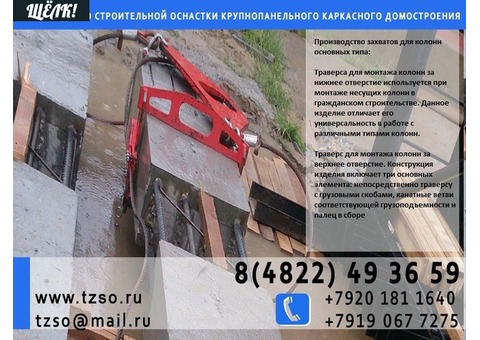 ЩЁЛК!
О СТРОИТЕЛЬНОЙ ОСНАСТКИ КРУПНОПАНЕЛЬНОГО КАРКАСНОГО ДОМОСТРОЕНИЯ
Производство захватов для колонн
основных типа:
Траверса для монтажа колонн за
нижнее отверстие используется при
монтаже несущих колонн в
гражданском строительстве. Данное
изделие отличает его
универсальность в работе с
различными типами колонн.
Траверс для монтажа колонн за
верхнее отверстие. Конструкция
изделия включает три основных
элемента: непосредственно траверсу
с грузовыми скобами, канатные ветви
соответствующей грузоподъемности и
палец в сборе
8(4822) 49 36 59
www.tzso.ru
tzso@mail.ru
+7920 181 1640
+7919 067 7275